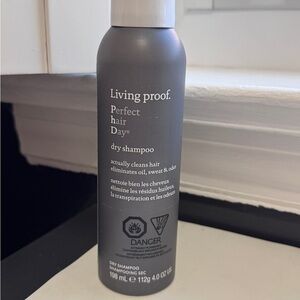 Living proof.
Perfect
hair
Day®
dry shampoo
actually cleans hair
eliminates oil, sweat & odor
nettoie bien les cheveux
élimine les résidus huileux,
la transpiration et les odeurs
DANGER
DRY SHAMPOO
SHAMPOOING SEC
198 mL ℮ 112g 4.0 OZ US.